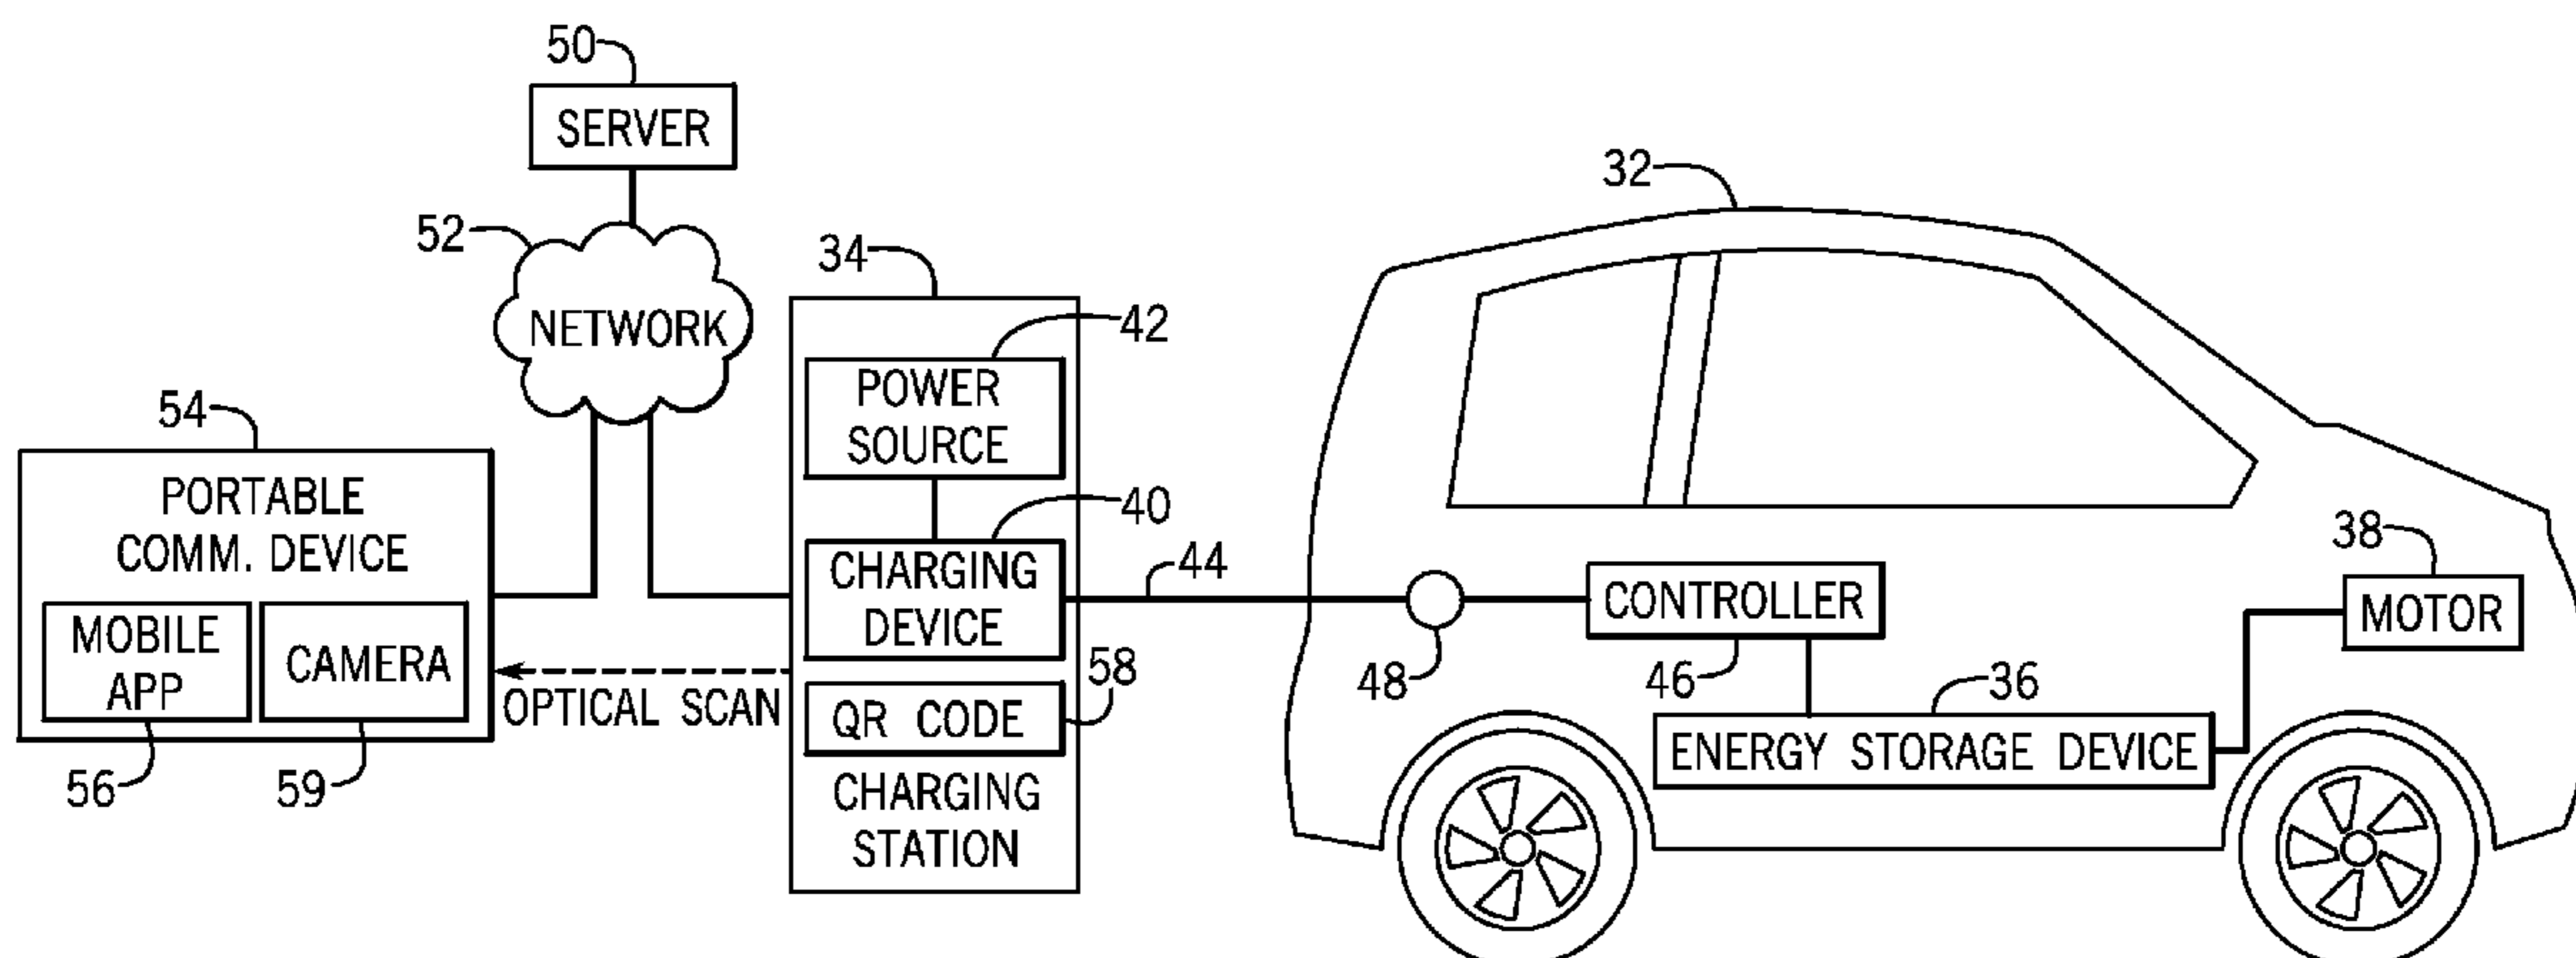 50
SERVER
52
NETWORK
34
42
POWER
SOURCE
40
CHARGING
DEVICE
44
58
QR CODE
CHARGING
STATION
54
PORTABLE
COMM. DEVICE
MOBILE
APP
CAMERA
56
59
OPTICAL SCAN
32
48
CONTROLLER
46
36
ENERGY STORAGE DEVICE
38
MOTOR